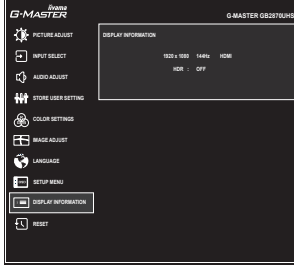 iiyama
G-MASTER
G-MASTER GB2870UHS
PICTURE ADJUST
DISPLAY INFORMATION
INPUT SELECT
1920 x 1080 144Hz HDMI
HDR : OFF
AUDIO ADJUST
STORE USER SETTING
COLOR SETTINGS
IMAGE ADJUST
LANGUAGE
SETUP MENU
DISPLAY INFORMATION
RESET